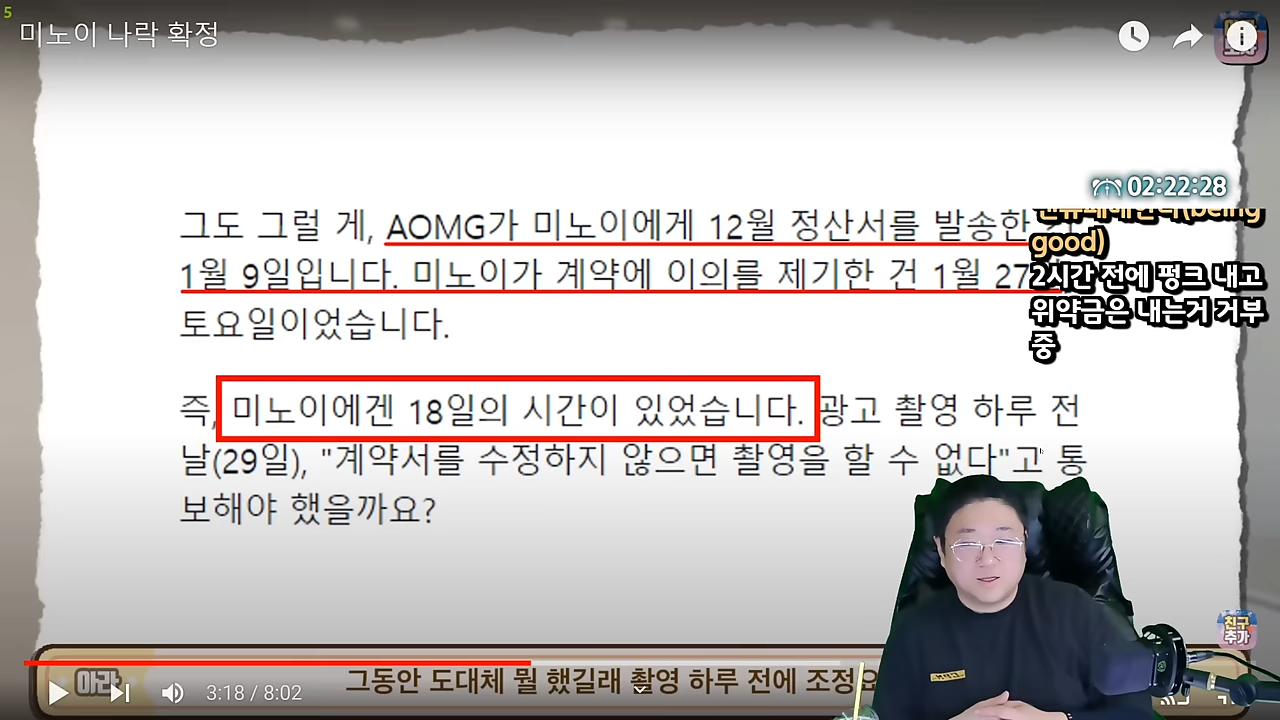 5
미노이 나락 확정
02:22:28
그도 그럴 게, AOMG가 미노이에게 12월 정산서를 발송한
1월 9일입니다. 미노이가 계약에 이의를 제기한 건 1월 27
토요일이었습니다.
즉, 미노이에겐 18일의 시간이 있었습니다. 광고 촬영 하루 전
날(29일), "계약서를 수정하지 않으면 촬영을 할 수 없다"고 통
보해야 했을까요?
(being
good)
2시간 전에 펑크 내고
위약금은 내는거 거부
중
친구
추가
아라
그동안 도대체 뭘 했길래 촬영 하루 전에 조정
3:18 / 8:02